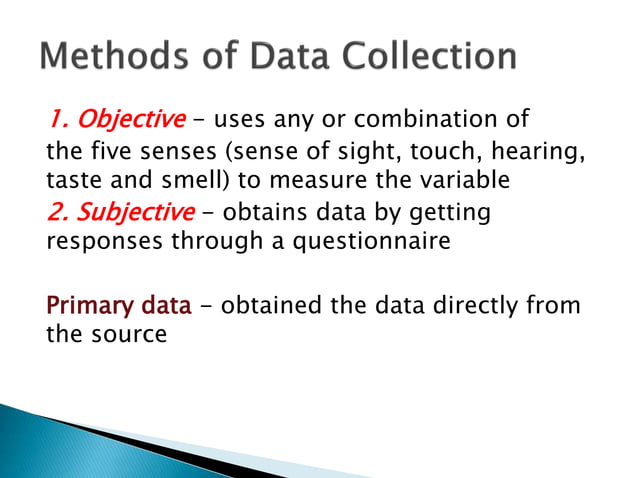 Methods of Data Collection
1. Objective - uses any or combination of
the five senses (sense of sight, touch, hearing,
taste and smell) to measure the variable
2. Subjective - obtains data by getting
responses through a questionnaire
Primary data - obtained the data directly from
the source